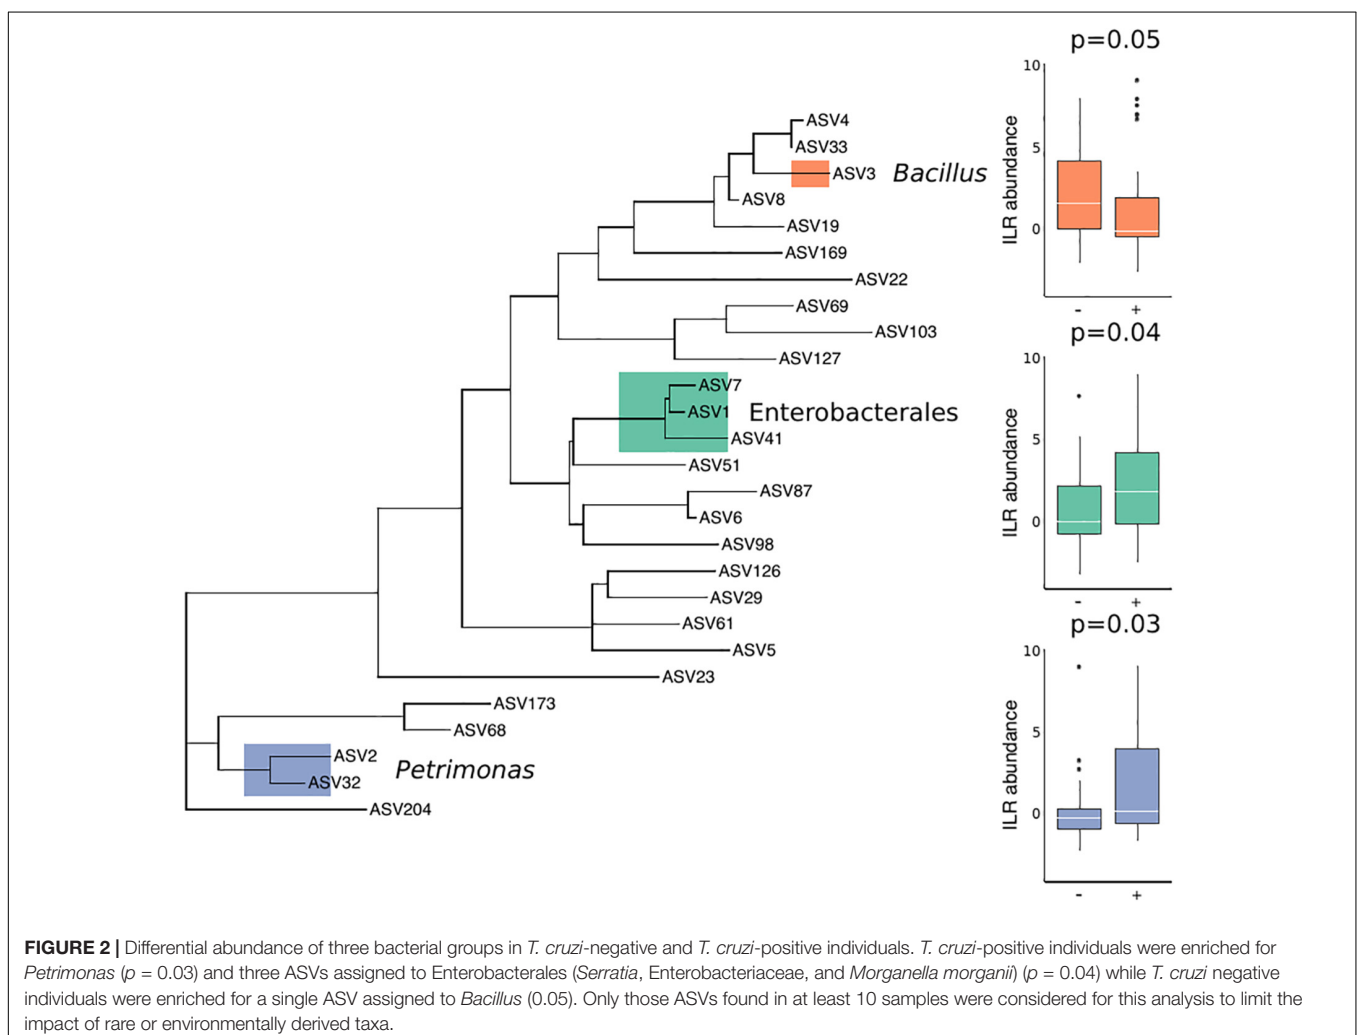 p=0.05
10
5
0
ILR abundance
-
+
ASV4
ASV33
ASV3 Bacillus
ASV8
ASV19
ASV169
ASV22
ASV69
ASV103
ASV127
p=0.04
10
5
0
ILR abundance
-
+
ASV7
ASV1 Enterobacterales
ASV41
ASV51
ASV87
ASV6
ASV98
ASV126
ASV29
ASV61
ASV5
ASV23
p=0.03
10
5
0
ILR abundance
-
+
ASV173
ASV68
ASV2
Petrimonas
ASV32
ASV204
FIGURE 2 | Differential abundance of three bacterial groups in T. cruzi-negative and T. cruzi-positive individuals. T. cruzi-positive individuals were enriched for
Petrimonas (p = 0.03) and three ASVs assigned to Enterobacterales (Serratia, Enterobacteriaceae, and Morganella morganii) (p = 0.04) while T. cruzi negative
individuals were enriched for a single ASV assigned to Bacillus (0.05). Only those ASVs found in at least 10 samples were considered for this analysis to limit the
impact of rare or environmentally derived taxa.